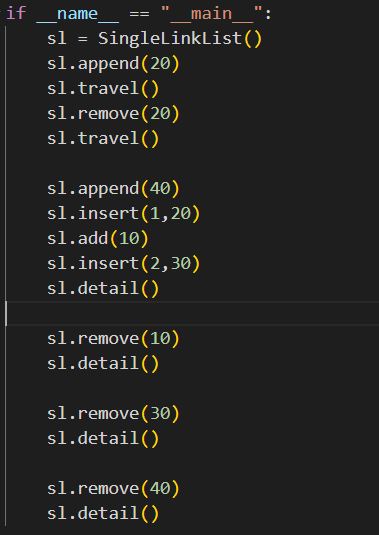 if __name__ == "__main__":
    sl = SingleLinkList()
    sl.append(20)
    sl.travel()
    sl.remove(20)
    sl.travel()

    sl.append(40)
    sl.insert(1,20)
    sl.add(10)
    sl.insert(2,30)
    sl.detail()

    sl.remove(10)
    sl.detail()

    sl.remove(30)
    sl.detail()

    sl.remove(40)
    sl.detail()